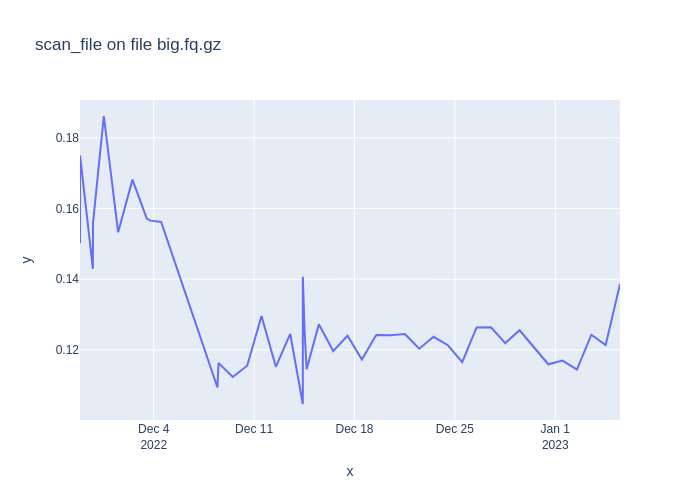 scan_file on file big.fq.gz
0.18
0.16
0.14
0.12
y
Dec 4
2022
Dec 11
Dec 18
Dec 25
Jan 1
2023
x